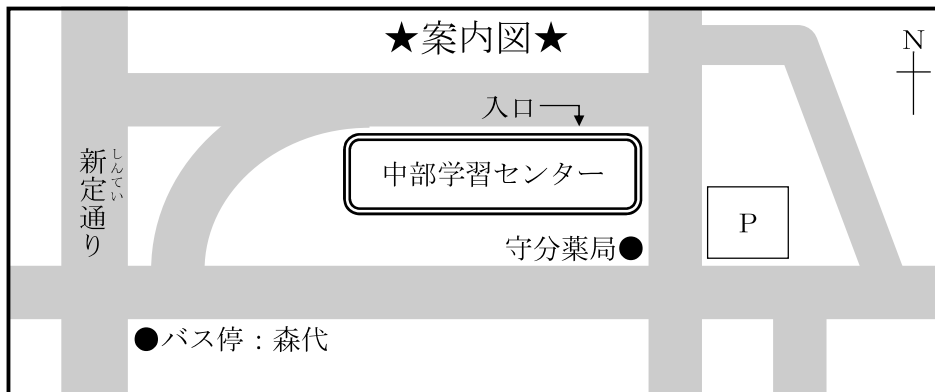 ★案内図★
N
入口
新定通り
しんてい
中部学習センター
P
守分薬局●
●バス停：森代